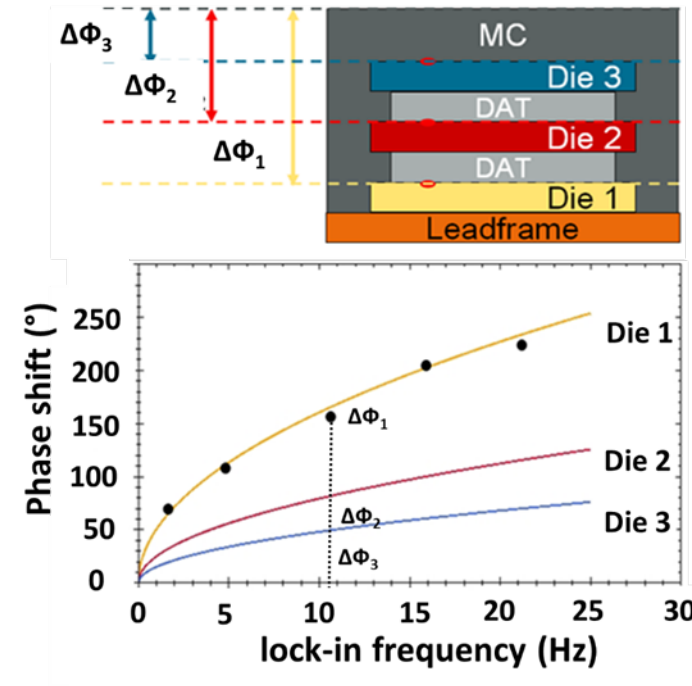 ΔΦ₃
ΔΦ₂
ΔΦ₁
MC
Die 3
DAT
Die 2
DAT
Die 1
Leadframe
Phase shift (°)
250
200
150
100
50
0
Die 1
Die 2
Die 3
ΔΦ₁
ΔΦ₂
ΔΦ₃
0 5 10 15 20 25 30
lock-in frequency (Hz)